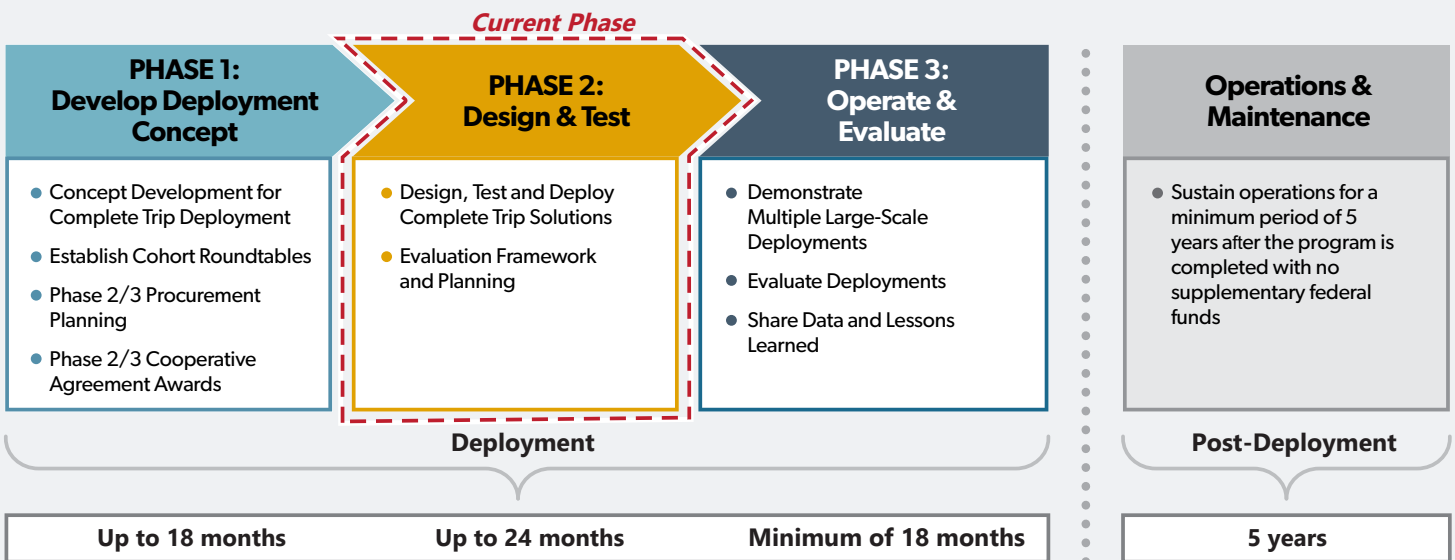 Current Phase
PHASE 1:
Develop Deployment
Concept
PHASE 2:
Design & Test
PHASE 3:
Operate &
Evaluate
Operations &
Maintenance
Concept Development for
Complete Trip Deployment
Establish Cohort Roundtables
Phase 2/3 Procurement
Planning
Phase 2/3 Cooperative
Agreement Awards
Design, Test and Deploy
Complete Trip Solutions
Evaluation Framework
and Planning
Demonstrate
Multiple Large-Scale
Deployments
Evaluate Deployments
Share Data and Lessons
Learned
Sustain operations for a
minimum period of 5
years after the program is
completed with no
supplementary federal
funds
Deployment
Post-Deployment
Up to 18 months
Up to 24 months
Minimum of 18 months
5 years